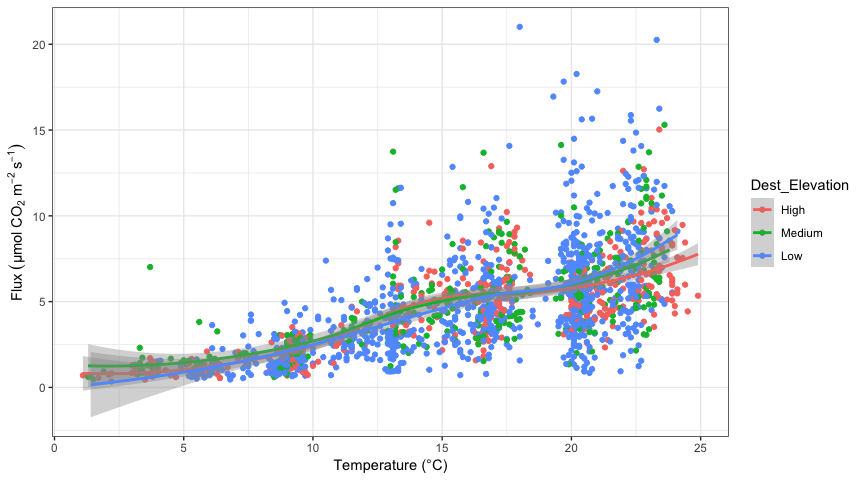 20
15
10
5
0
Flux ( μmol CO₂ m⁻² s⁻¹ )
0 5 10 15 20 25
Temperature (°C)
Dest_Elevation
High
Medium
Low